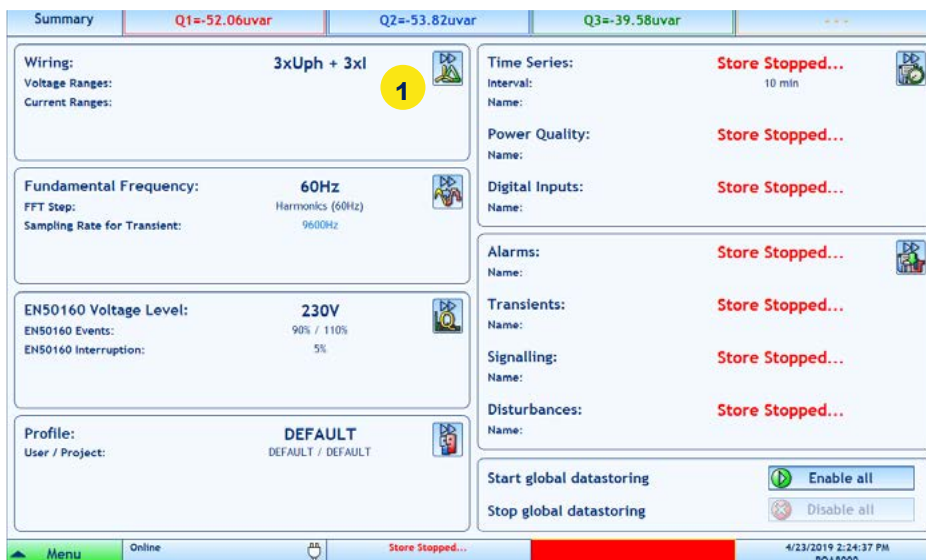 Summary
Q1=-52.06uvar
Q2=-53.82uvar
Q3=-39.58uvar
- - -
Wiring: 3xUph + 3xI
Voltage Ranges:
Current Ranges:
1
Fundamental Frequency: 60Hz
FFT Step: Harmonics (60Hz)
Sampling Rate for Transient: 9600Hz
EN50160 Voltage Level: 230V
EN50160 Events: 90% / 110%
EN50160 Interruption: 5%
Profile: DEFAULT
User / Project: DEFAULT / DEFAULT
Time Series: Store Stopped...
Interval: 10 min
Name:
Power Quality: Store Stopped...
Name:
Digital Inputs: Store Stopped...
Name:
Alarms: Store Stopped...
Name:
Transients: Store Stopped...
Name:
Signalling: Store Stopped...
Name:
Disturbances: Store Stopped...
Name:
Start global datastoring Enable all
Stop global datastoring Disable all
Menu
Online
Store Stopped...
4/23/2019 2:24:37 PM